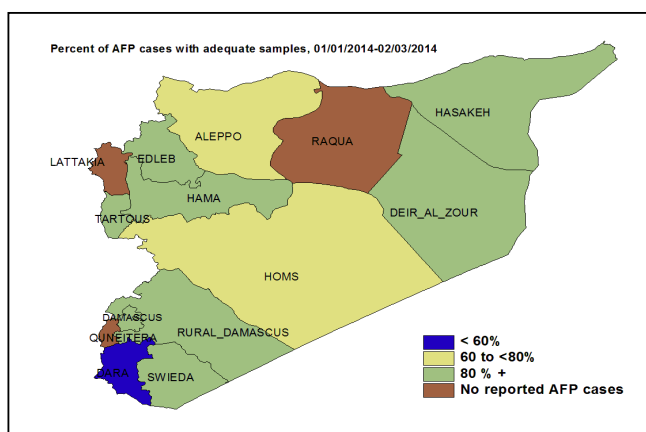 Percent of AFP cases with adequate samples, 01/01/2014-02/03/2014
HASAKEH
ALEPPO
RAQUA
LATTAKIA
EDLEB
HAMA
TARTOUS
DEIR_AL_ZOUR
HOMS
DAMASCUS
QUNEITERA
RURAL_DAMASCUS
DARA
SWIEDA
< 60%
60 to <80%
80 % +
No reported AFP cases